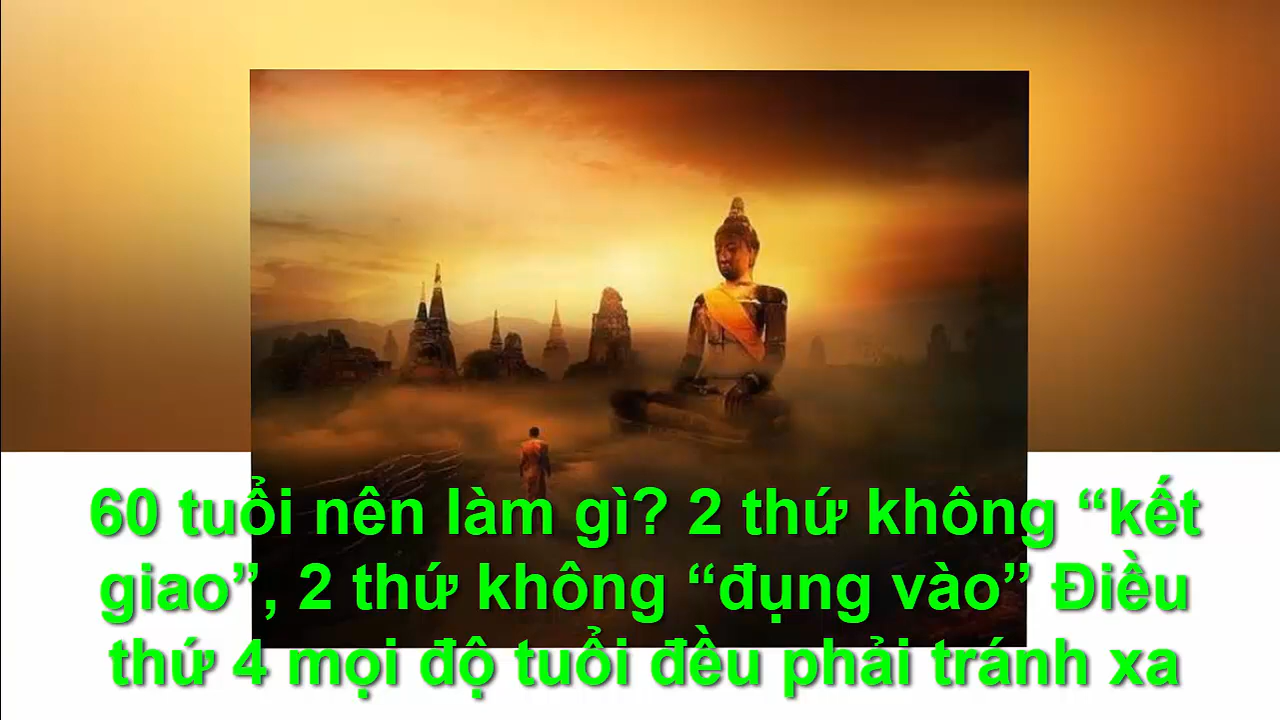 60 tuổi nên làm gì? 2 thứ không “kết
giao”, 2 thứ không “đụng vào” Điều
thứ 4 mọi độ tuổi đều phải tránh xa